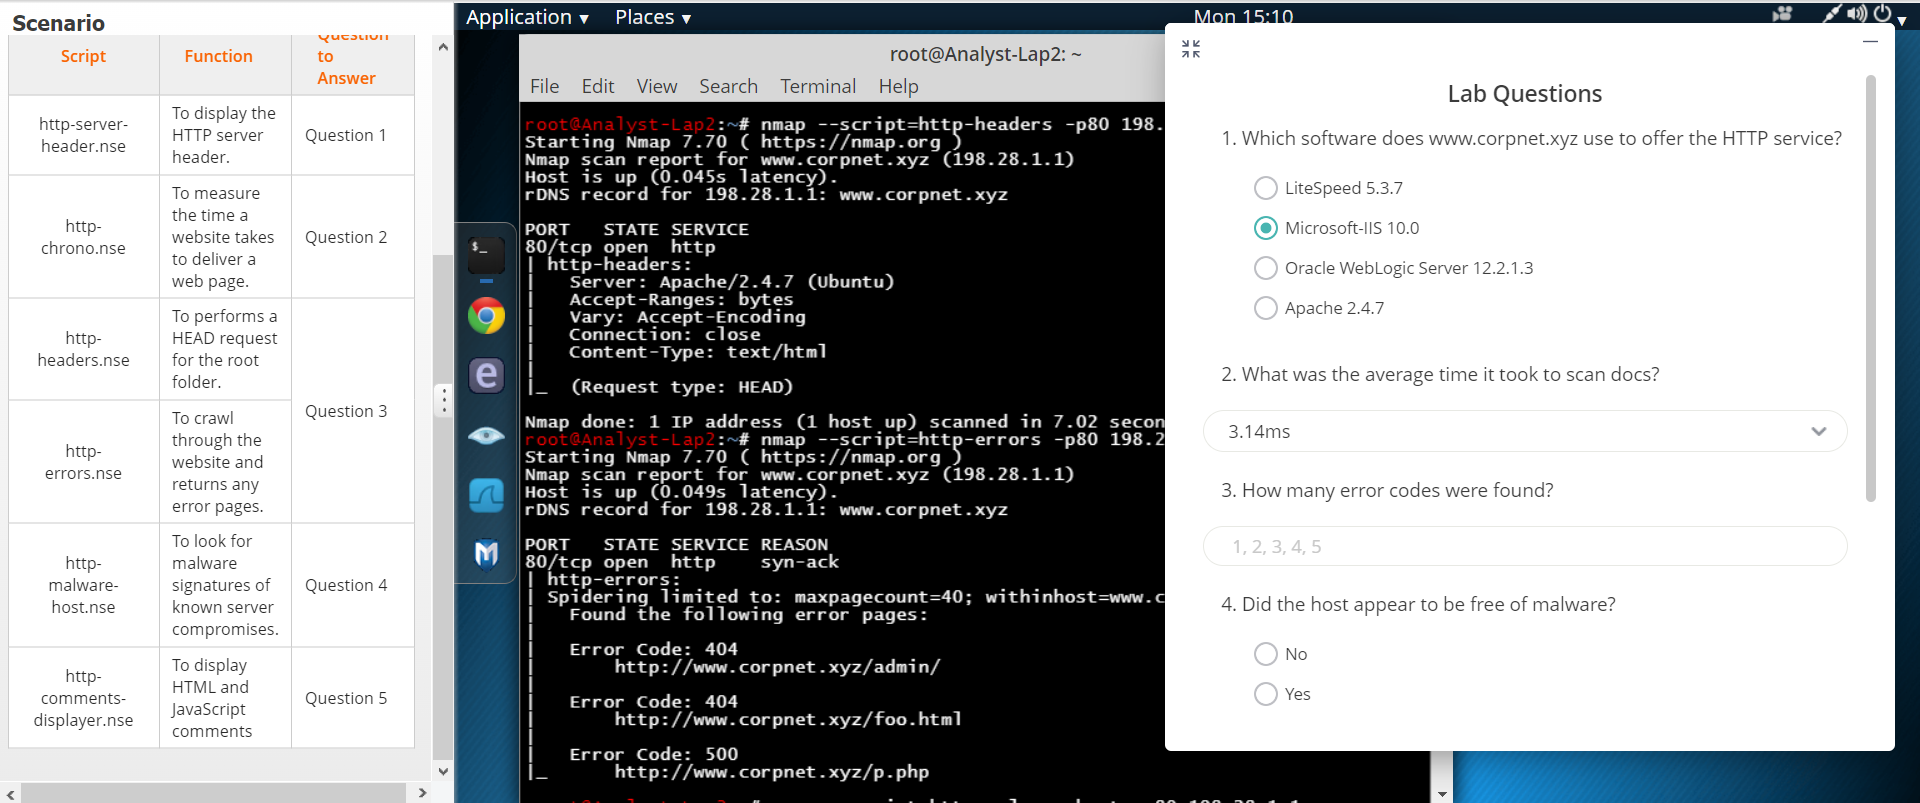 Scenario
Script
Function
Question
to
Answer
http-server-
header.nse
To display the
HTTP server
header.
Question 1
http-
chrono.nse
To measure
the time a
website takes
to deliver a
web page.
Question 2
http-
headers.nse
To performs a
HEAD request
for the root
folder.
Question 3
http-
errors.nse
To crawl
through the
website and
returns any
error pages.
http-
malware-
host.nse
To look for
malware
signatures of
known server
compromises.
Question 4
http-
comments-
displayer.nse
To display
HTML and
JavaScript
comments
Question 5
Application ▾ Places ▾
Mon 15:10
root@Analyst-Lap2: ~
File Edit View Search Terminal Help
root@Analyst-Lap2:~# nmap --script=http-headers -p80 198.
Starting Nmap 7.70 ( https://nmap.org )
Nmap scan report for www.corpnet.xyz (198.28.1.1)
Host is up (0.045s latency).
rDNS record for 198.28.1.1: www.corpnet.xyz
PORT STATE SERVICE
80/tcp open http
| http-headers:
| Server: Apache/2.4.7 (Ubuntu)
| Accept-Ranges: bytes
| Vary: Accept-Encoding
| Connection: close
| Content-Type: text/html
|
|_ (Request type: HEAD)
Nmap done: 1 IP address (1 host up) scanned in 7.02 secon
root@Analyst-Lap2:~# nmap --script=http-errors -p80 198.2
Starting Nmap 7.70 ( https://nmap.org )
Nmap scan report for www.corpnet.xyz (198.28.1.1)
Host is up (0.049s latency).
rDNS record for 198.28.1.1: www.corpnet.xyz
PORT STATE SERVICE REASON
80/tcp open http syn-ack
| http-errors:
| Spidering limited to: maxpagecount=40; withinhost=www.c
| Found the following error pages:
|
| Error Code: 404
| http://www.corpnet.xyz/admin/
|
| Error Code: 404
| http://www.corpnet.xyz/foo.html
|
| Error Code: 500
|_ http://www.corpnet.xyz/p.php
Lab Questions
1. Which software does www.corpnet.xyz use to offer the HTTP service?
LiteSpeed 5.3.7
Microsoft-IIS 10.0
Oracle WebLogic Server 12.2.1.3
Apache 2.4.7
2. What was the average time it took to scan docs?
3.14ms
3. How many error codes were found?
1, 2, 3, 4, 5
4. Did the host appear to be free of malware?
No
Yes